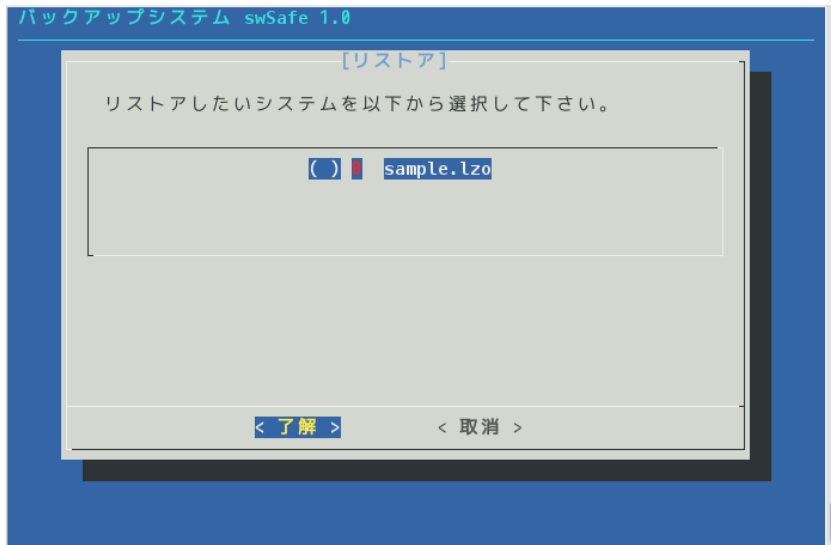 バックアップシステム swSafe 1.0
[リストア]
リストアしたいシステムを以下から選択して下さい。
( ) 0 sample.lzo
< 了解 > < 取消 >